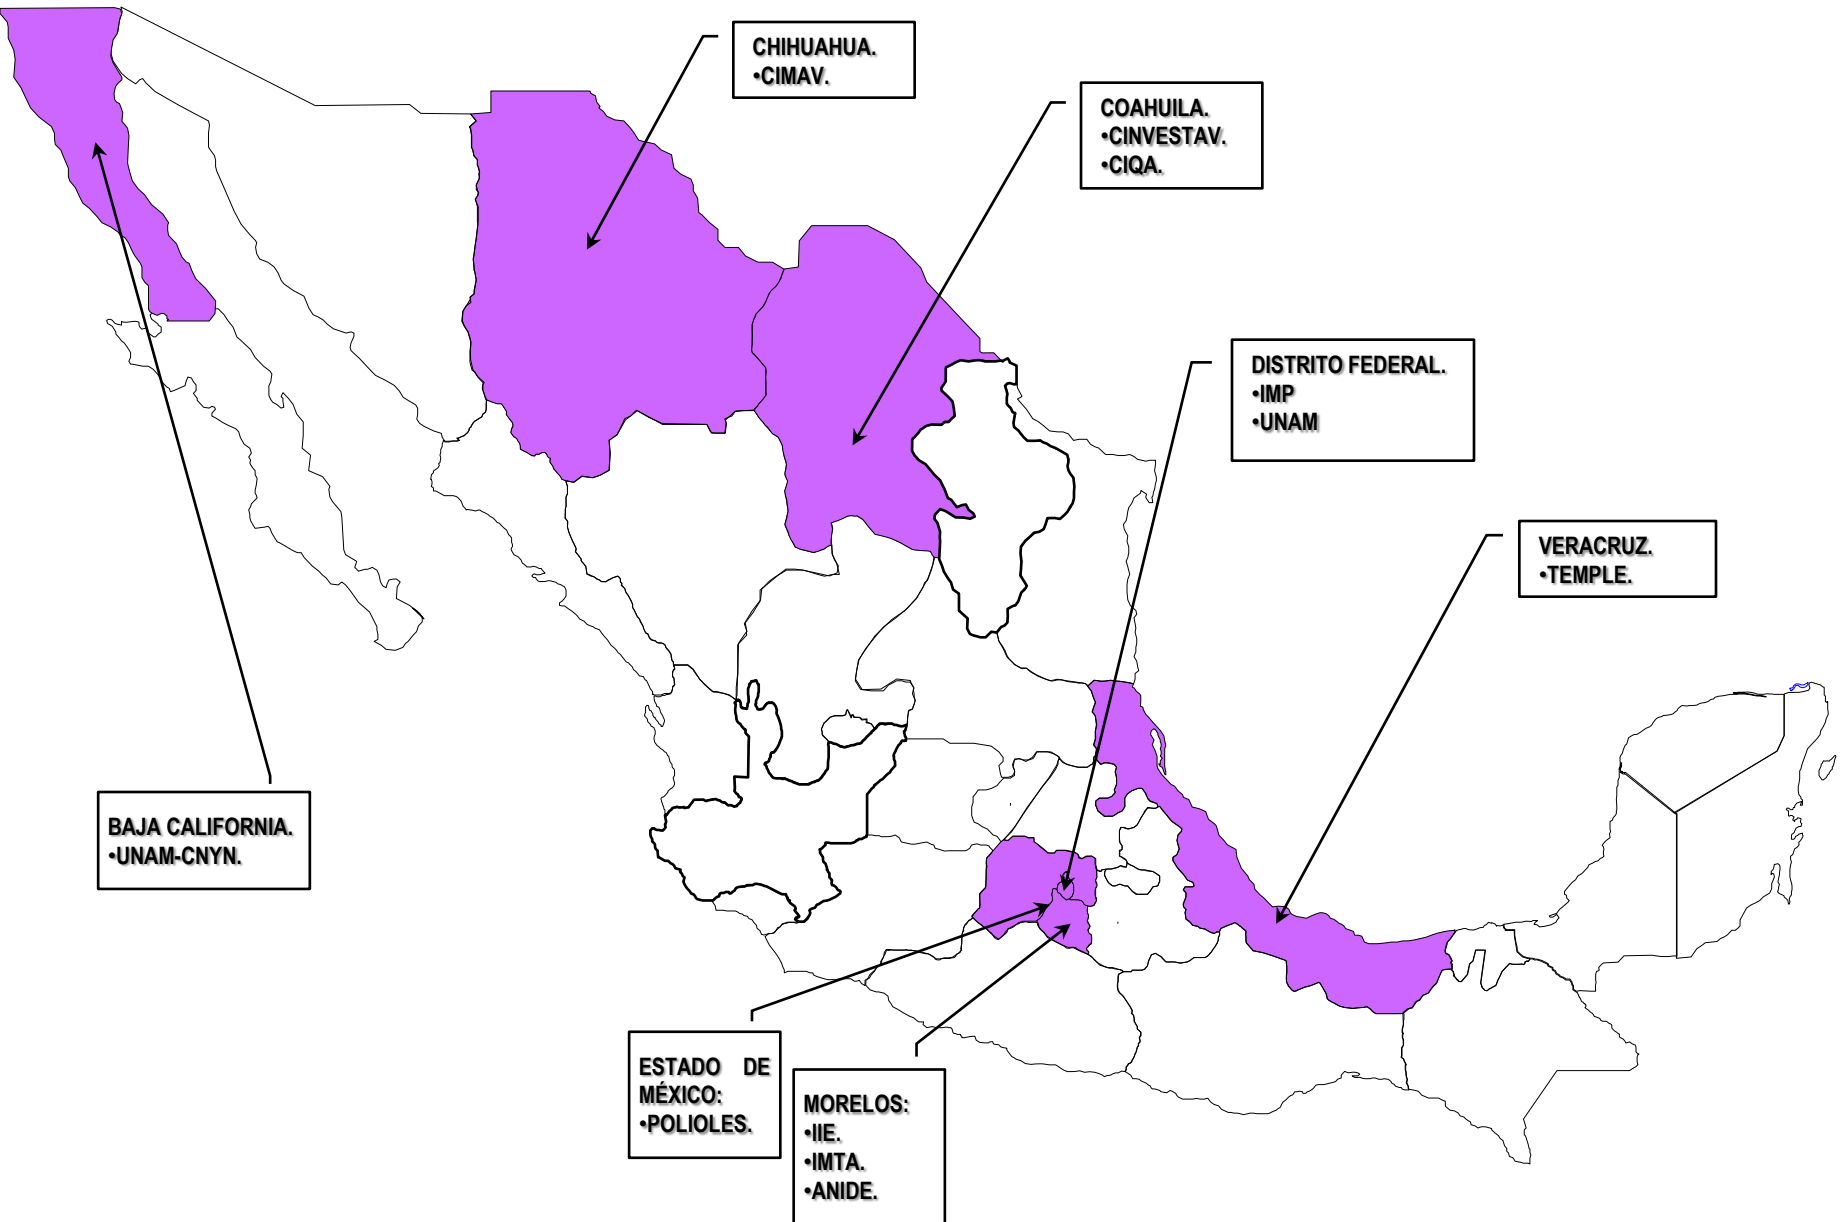 CHIHUAHUA.
•CIMAV.
COAHUILA.
•CINVESTAV.
•CIQA.
DISTRITO FEDERAL.
•IMP
•UNAM
VERACRUZ.
•TEMPLE.
BAJA CALIFORNIA.
•UNAM-CNYN.
ESTADO DE
MÉXICO:
•POLIOLES.
MORELOS:
•IIE.
•IMTA.
•ANIDE.